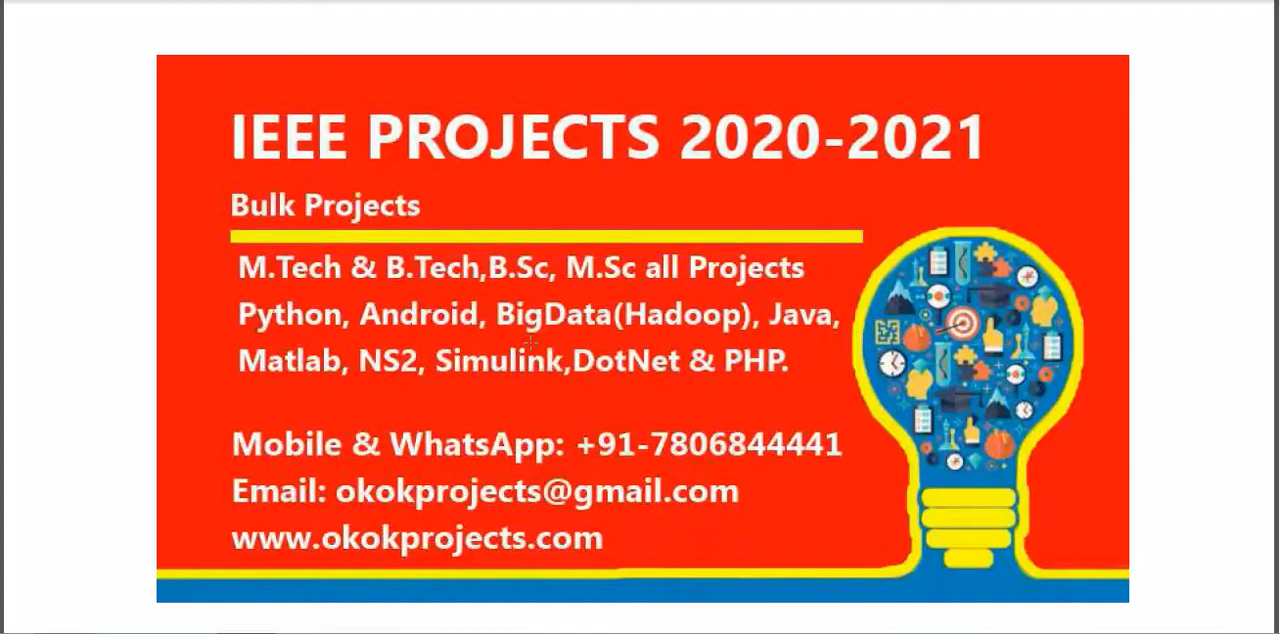 IEEE PROJECTS 2020-2021
Bulk Projects
M.Tech & B.Tech,B.Sc, M.Sc all Projects
Python, Android, BigData(Hadoop), Java,
Matlab, NS2, Simulink,DotNet & PHP.
Mobile & WhatsApp: +91-7806844441
Email: okokprojects@gmail.com
www.okokprojects.com